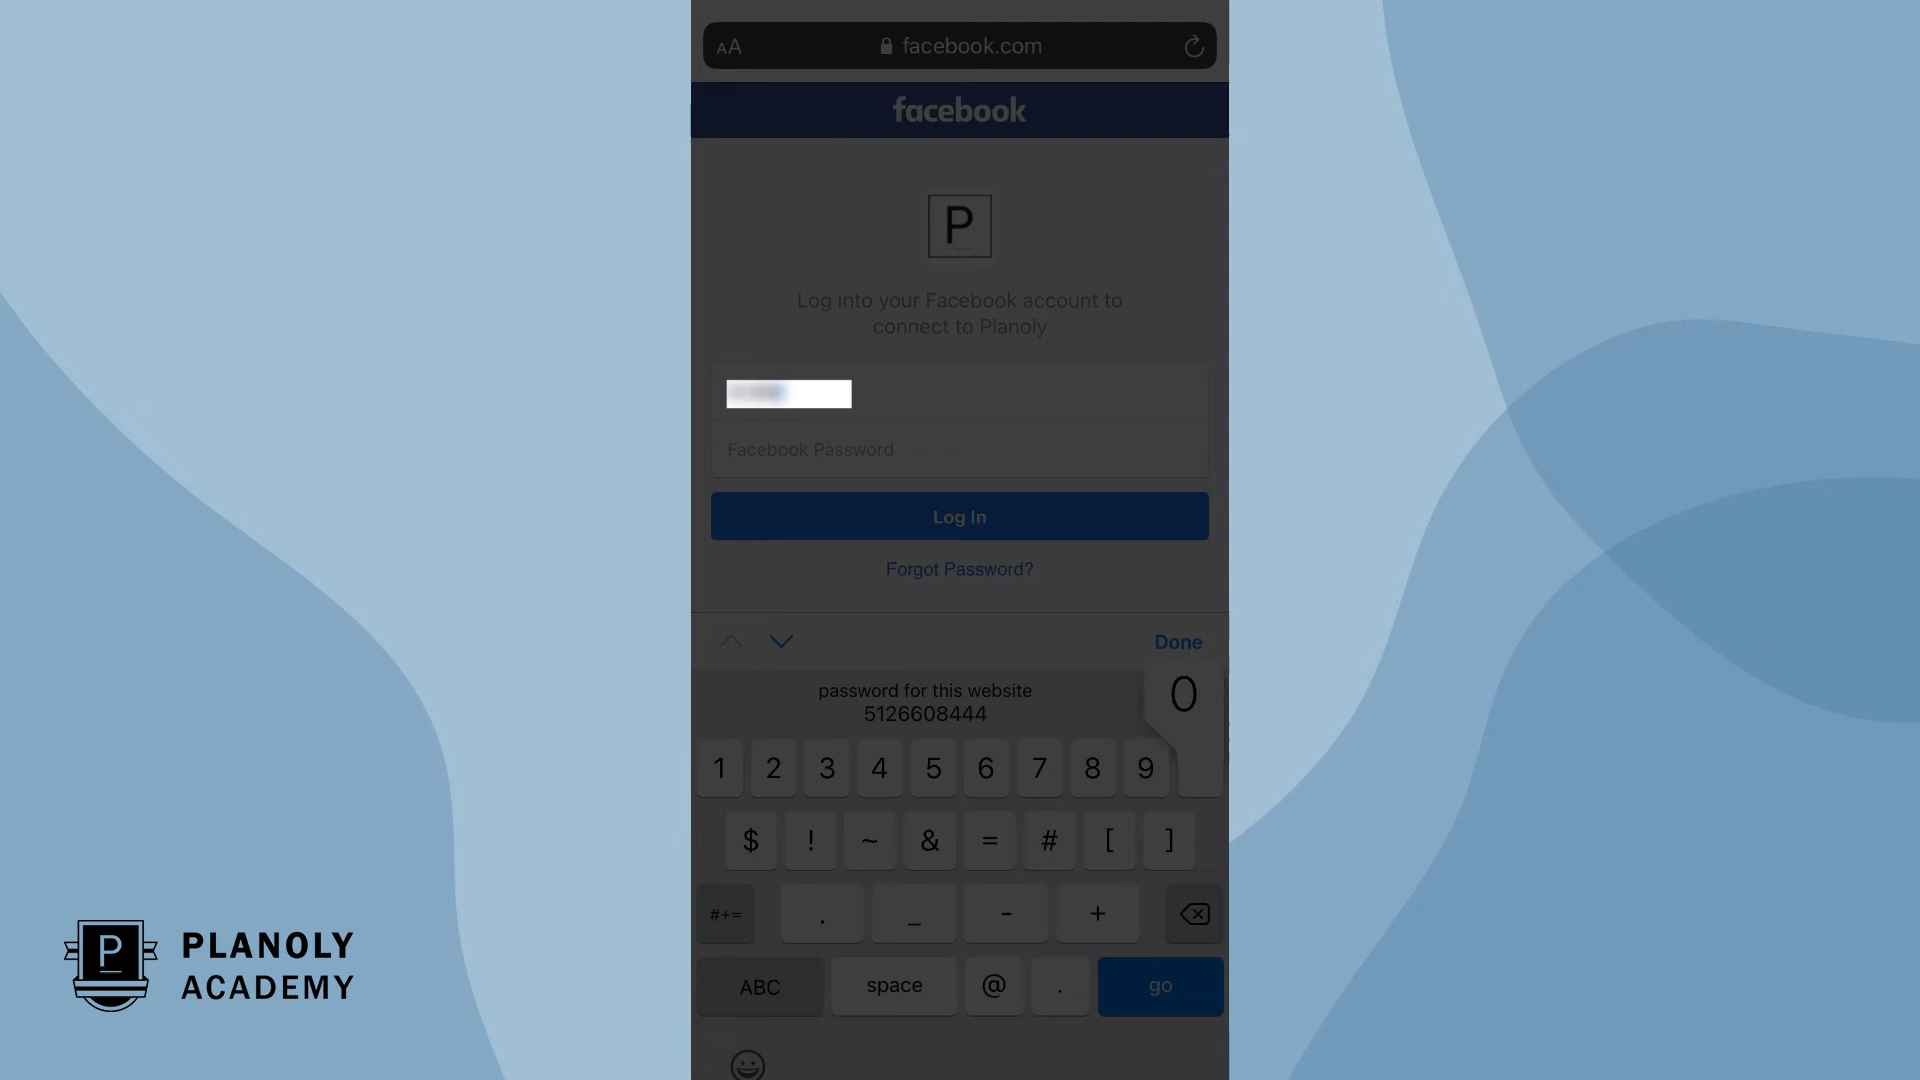 AA facebook.com
facebook
P
Log into your Facebook account to
connect to Planoly
Facebook Password
Log In
Forgot Password?
Done
password for this website
5126608444
0
1 2 3 4 5 6 7 8 9
$ ! ~ & = # [ ]
#+= . _ - +
ABC space @ . go
P
PLANOLY
ACADEMY